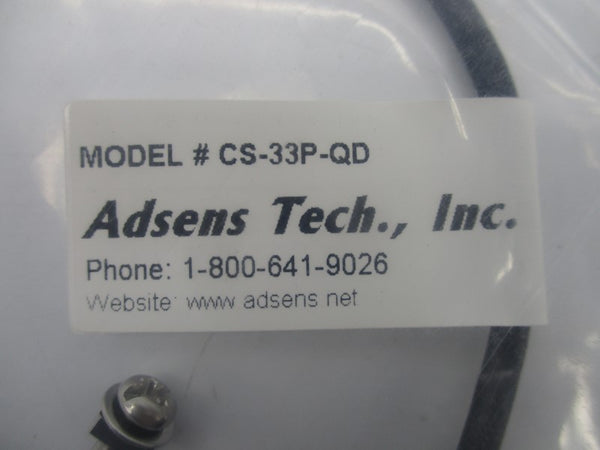 MODEL # CS-33P-QD
Adsens Tech., Inc.
Phone: 1-800-641-9026
Website: www.adsens.net